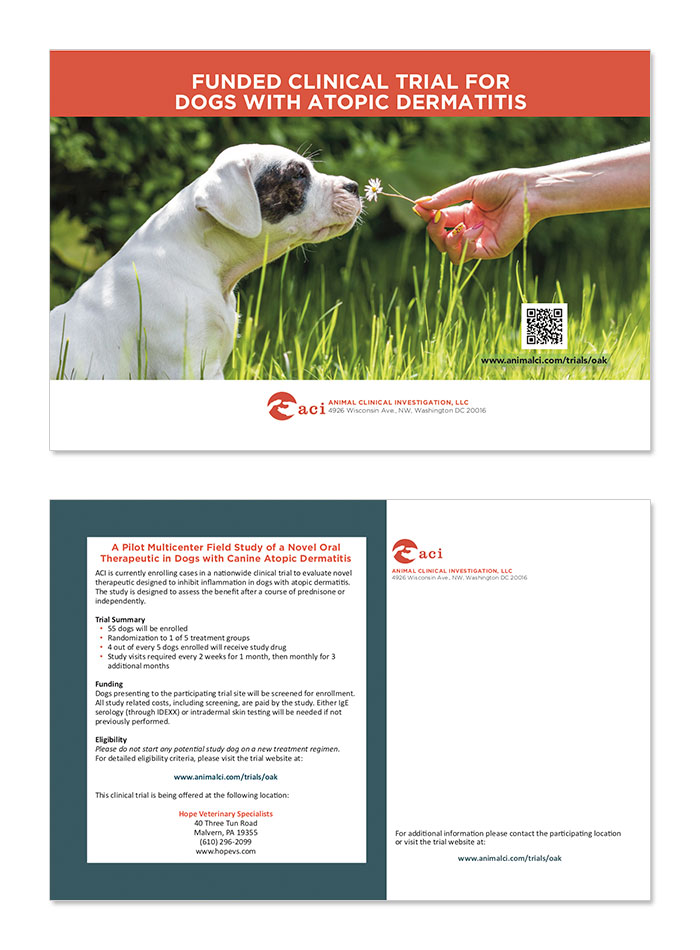 FUNDED CLINICAL TRIAL FOR
DOGS WITH ATOPIC DERMATITIS
www.animalci.com/trials/oak
aci ANIMAL CLINICAL INVESTIGATION, LLC
4926 Wisconsin Ave., NW, Washington DC 20016
A Pilot Multicenter Field Study of a Novel Oral
Therapeutic in Dogs with Canine Atopic Dermatitis
ACI is currently enrolling cases in a nationwide clinical trial to evaluate novel
therapeutic designed to inhibit inflammation in dogs with atopic dermatitis.
The study is designed to assess the benefit after a course of prednisone or
independently.
Trial Summary
• 55 dogs will be enrolled
• Randomization to 1 of 5 treatment groups
• 4 out of every 5 dogs enrolled will receive study drug
• Study visits required every 2 weeks for 1 month, then monthly for 3
additional months
Funding
Dogs presenting to the participating trial site will be screened for enrollment.
All study related costs, including screening, are paid by the study. Either IgE
serology (through IDEXX) or intradermal skin testing will be needed if not
previously performed.
Eligibility
Please do not start any potential study dog on a new treatment regimen.
For detailed eligibility criteria, please visit the trial website at:
www.animalci.com/trials/oak
This clinical trial is being offered at the following location:
Hope Veterinary Specialists
40 Three Tun Road
Malvern, PA 19355
(610) 296-2099
www.hopevs.com
aci
ANIMAL CLINICAL INVESTIGATION, LLC
4926 Wisconsin Ave., NW, Washington DC 20016
For additional information please contact the participating location
or visit the trial website at:
www.animalci.com/trials/oak